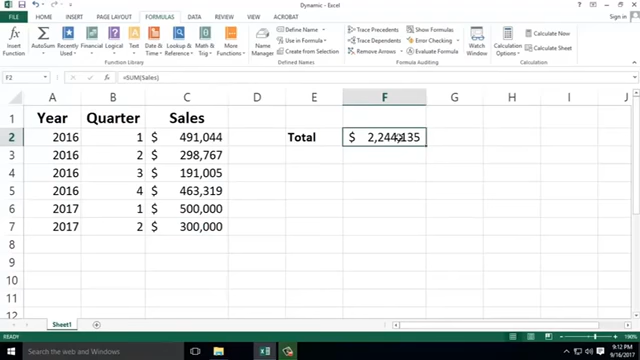 Dynamic - Excel
Sign in
FILE HOME INSERT PAGE LAYOUT FORMULAS DATA REVIEW VIEW ACROBAT
Insert Function
AutoSum Recently Used Financial Logical Text Date & Time Lookup & Reference Math & Trig More Functions
Function Library
Name Manager
Define Name
Use in Formula
Create from Selection
Defined Names
Trace Precedents
Trace Dependents
Remove Arrows
Show Formulas
Error Checking
Evaluate Formula
Formula Auditing
Watch Window
Calculation Options
Calculate Now
Calculate Sheet
Calculation
F2 fx =SUM(Sales)
A B C D E F G H I J
1 Year Quarter Sales
2 2016 1 $ 491,044 Total $ 2,244,135
3 2016 2 $ 298,767
4 2016 3 $ 191,005
5 2016 4 $ 463,319
6 2017 1 $ 500,000
7 2017 2 $ 300,000
8
9
10
11
12
Sheet1
READY
190%
Search the web and Windows
9:12 PM
9/16/2017